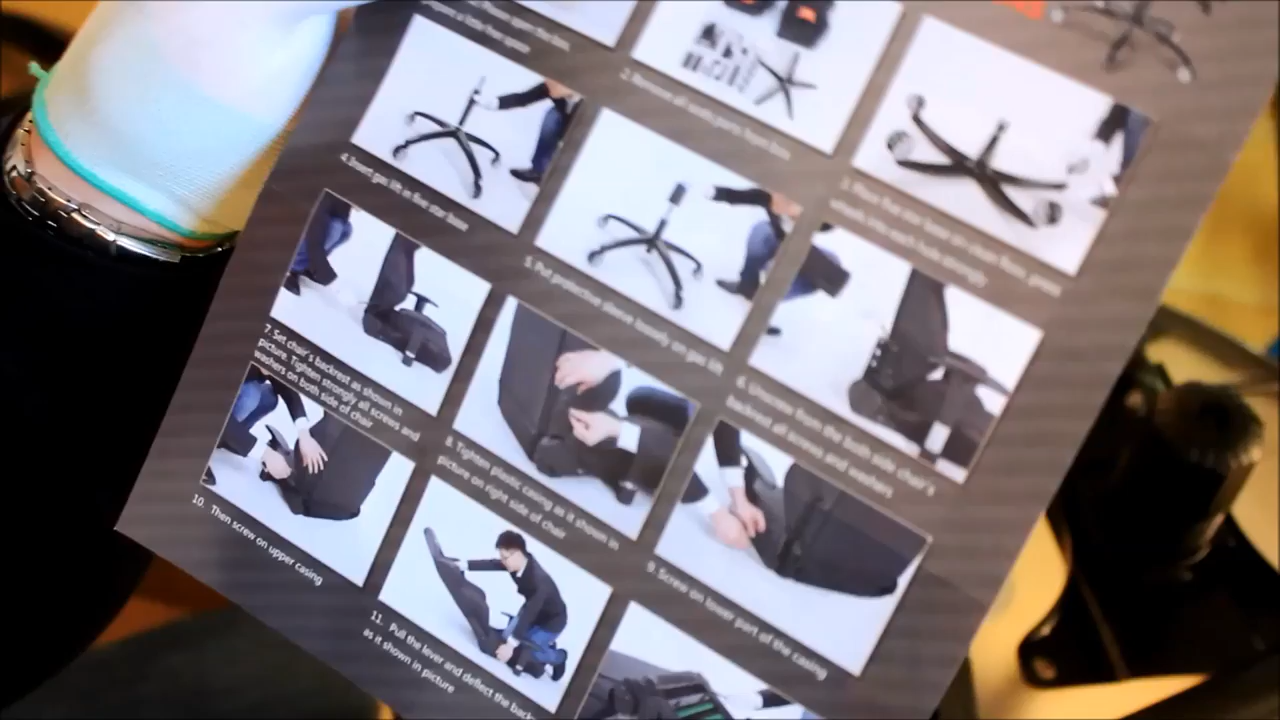 2. Remove all
4. Insert gas lift in five star base
5. Put protective sleeve loosely on gas lift
6. Unscrew from the both side chair's
backrest all screws and washers
7. Set chair's backrest as shown in
picture. Tighten strongly all screws and
washers on both side of chair
8. Tighten plastic casing as it shown in
picture on right side of chair
9. Screw on lower part of the casing
10. Then screw on upper casing
11. Pull the lever and deflect the back
as it shown in picture